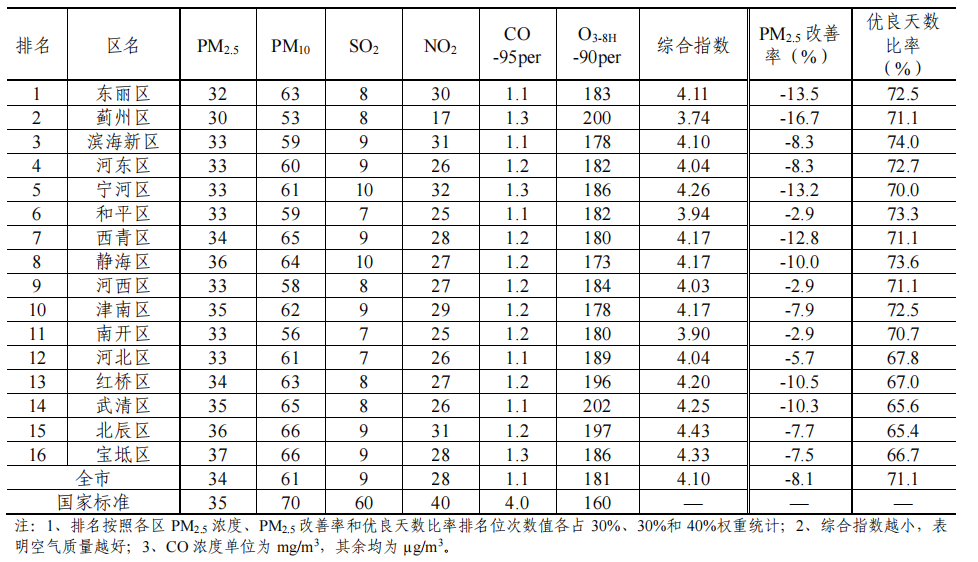 排名 区名 PM2.5 PM10 SO2 NO2 CO -95per O3-8H -90per 综合指数 PM2.5改善率（%） 优良天数比率（%）
1 东丽区 32 63 8 30 1.1 183 4.11 -13.5 72.5
2 蓟州区 30 53 8 17 1.3 200 3.74 -16.7 71.1
3 滨海新区 33 59 9 31 1.1 178 4.10 -8.3 74.0
4 河东区 33 60 9 26 1.2 182 4.04 -8.3 72.7
5 宁河区 33 61 10 32 1.3 186 4.26 -13.2 70.0
6 和平区 33 59 7 25 1.1 182 3.94 -2.9 73.3
7 西青区 34 65 9 28 1.2 180 4.17 -12.8 71.1
8 静海区 36 64 10 27 1.2 173 4.17 -10.0 73.6
9 河西区 33 58 8 27 1.2 184 4.03 -2.9 71.1
10 津南区 35 62 9 29 1.2 178 4.17 -7.9 72.5
11 南开区 33 56 7 25 1.2 180 3.90 -2.9 70.7
12 河北区 33 61 7 26 1.1 189 4.04 -5.7 67.8
13 红桥区 34 63 8 27 1.2 196 4.20 -10.5 67.0
14 武清区 35 65 8 26 1.1 202 4.25 -10.3 65.6
15 北辰区 36 66 9 31 1.2 197 4.43 -7.7 65.4
16 宝坻区 37 66 9 28 1.3 186 4.33 -7.5 66.7
全市 34 61 9 28 1.1 181 4.10 -8.1 71.1
国家标准 35 70 60 40 4.0 160 — — —
注：1、排名按照各区 PM2.5 浓度、PM2.5 改善率和优良天数比率排名位次数值各占 30%、30%和 40%权重统计；2、综合指数越小，表
明空气质量越好；3、CO 浓度单位为 mg/m³，其余均为 μg/m³。